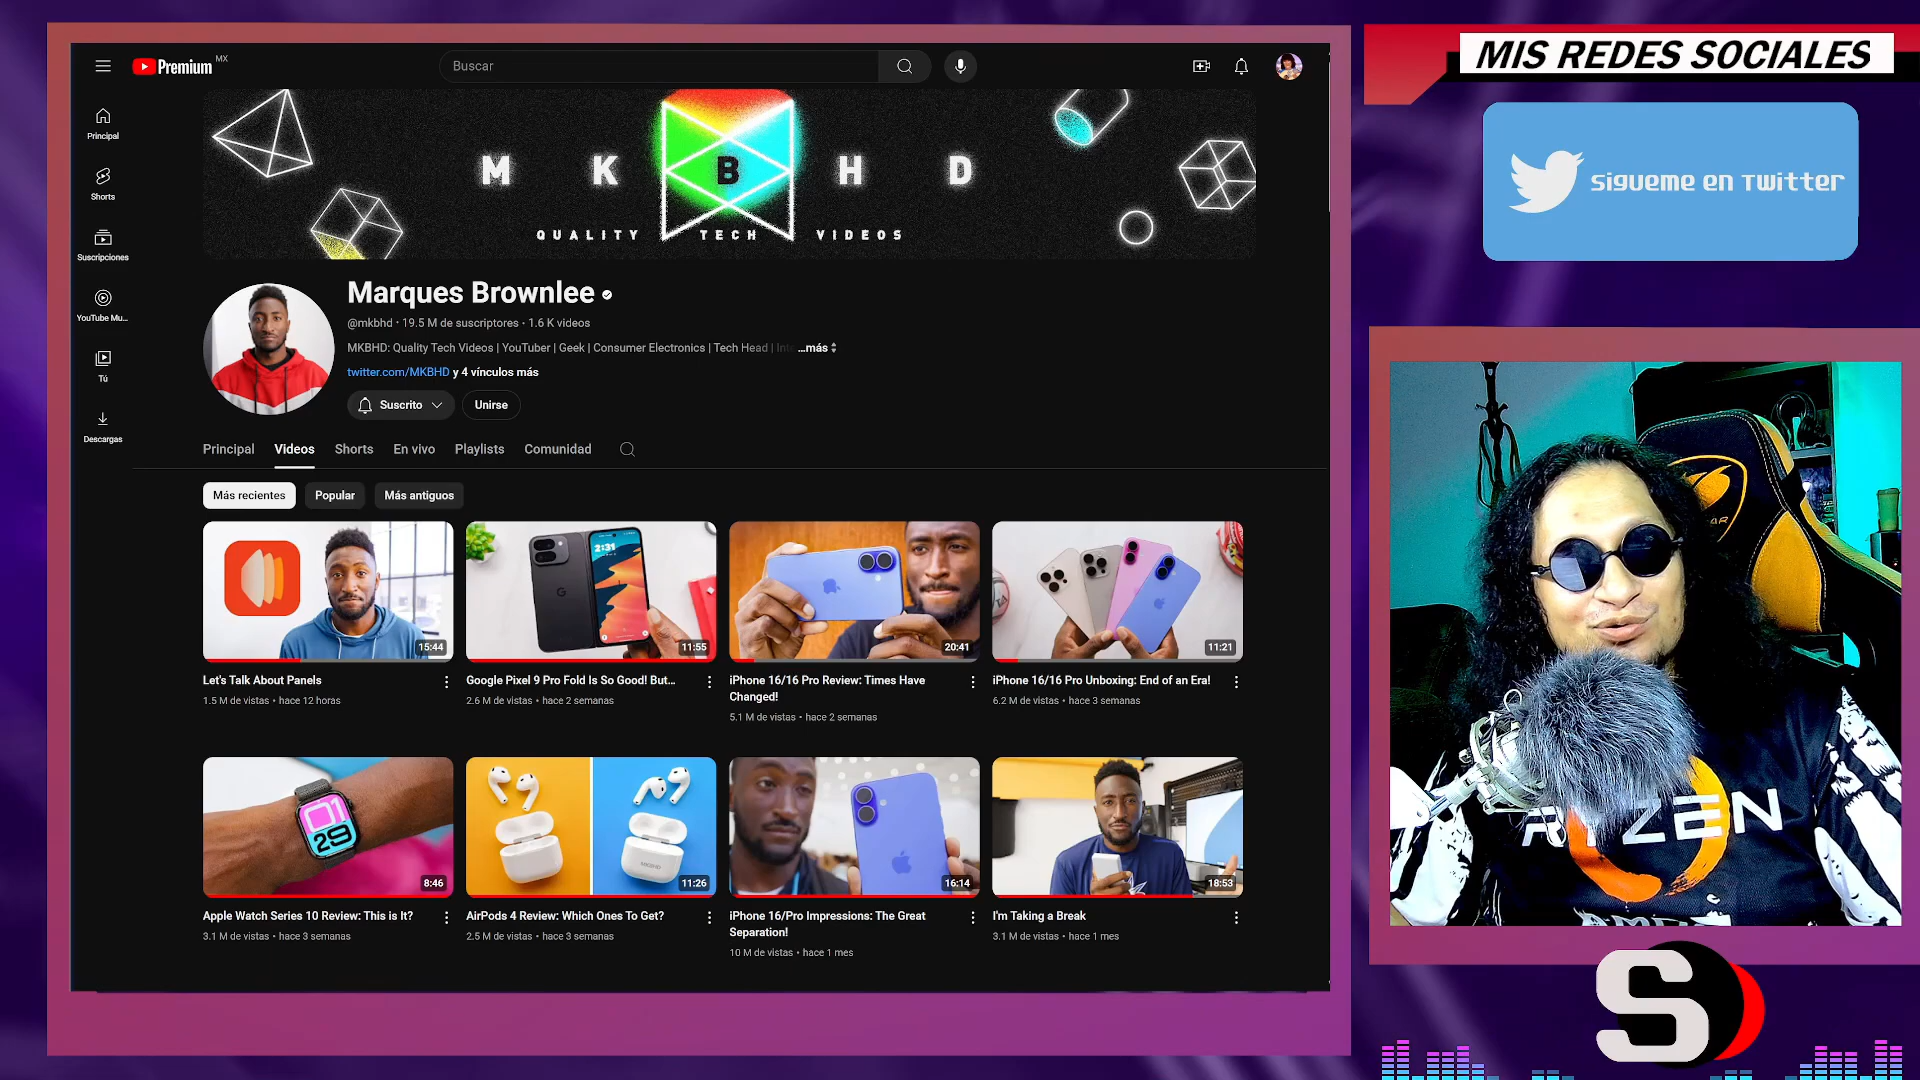 Premium MX
Buscar
Principal
Shorts
Suscripciones
YouTube Mu...
Tú
Descargas
M K B H D
QUALITY TECH VIDEOS
Marques Brownlee
@mkbhd • 19.5 M de suscriptores • 1.6 K videos
MKBHD: Quality Tech Videos | YouTuber | Geek | Consumer Electronics | Tech Head | Inte ...más
twitter.com/MKBHD y 4 vínculos más
Suscrito Unirse
Principal Videos Shorts En vivo Playlists Comunidad
Más recientes Popular Más antiguos
15:44
Let's Talk About Panels
1.5 M de vistas • hace 12 horas
2:31
11:55
Google Pixel 9 Pro Fold Is So Good! But...
2.6 M de vistas • hace 2 semanas
20:41
iPhone 16/16 Pro Review: Times Have
Changed!
5.1 M de vistas • hace 2 semanas
11:21
iPhone 16/16 Pro Unboxing: End of an Era!
6.2 M de vistas • hace 3 semanas
29
8:46
Apple Watch Series 10 Review: This is It?
3.1 M de vistas • hace 3 semanas
MKBHD
11:26
AirPods 4 Review: Which Ones To Get?
2.5 M de vistas • hace 3 semanas
16:14
iPhone 16/Pro Impressions: The Great
Separation!
10 M de vistas • hace 1 mes
18:53
I'm Taking a Break
3.1 M de vistas • hace 1 mes
MIS REDES SOCIALES
sigueme en Twitter
RYZEN
AMD
S